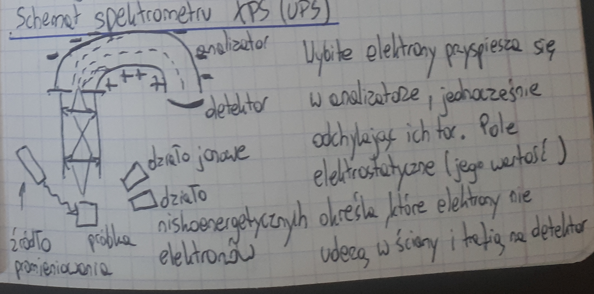 Schemat spektrometru XPS (UPS)
analizator
detektor
działo jonowe
działo
niskoenergetycznych
elektronów
źródło
promieniowania
próbka
Wybite elektrony przyspiesza się
w analizatorze, jednocześnie
odchylając ich tor. Pole
elektrostatyczne (jego wartość)
określa które elektrony nie
uderzą w ściany i trafią na detektor